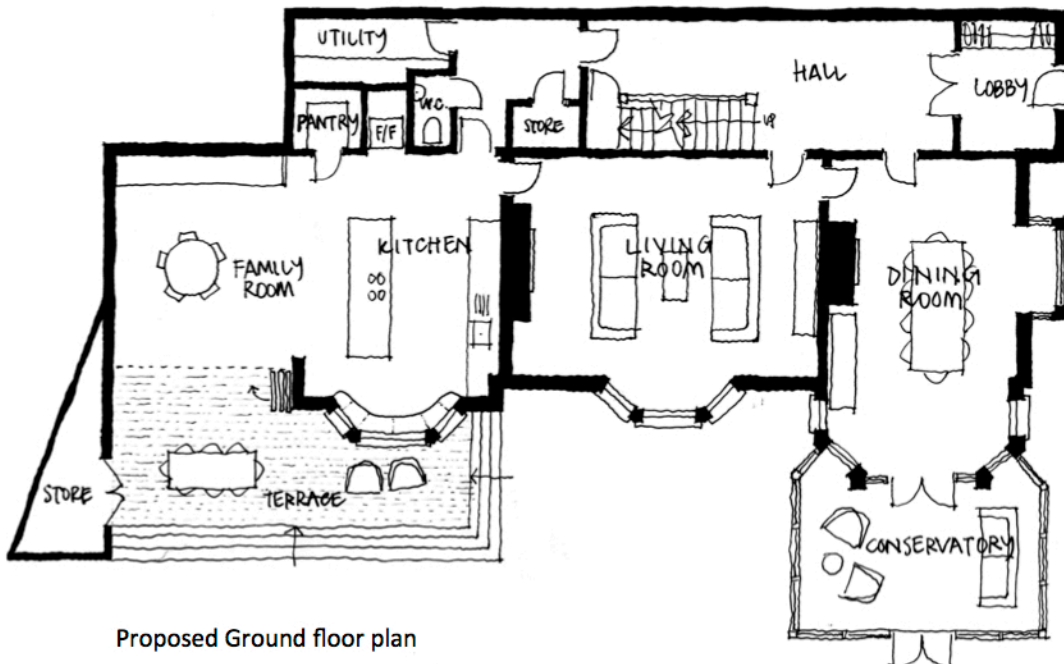 UTILITY
HALL
LOBBY
W.C.
PANTRY
F/F
STORE
UP
KITCHEN
FAMILY
ROOM
LIVING
ROOM
DINING
ROOM
STORE
TERRACE
CONSERVATORY
Proposed Ground floor plan